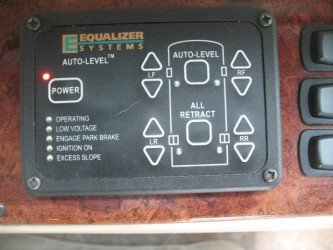 EQUALIZER
SYSTEMS
AUTO-LEVEL™
AUTO-LEVEL
LF
RF
POWER
ALL
RETRACT
OPERATING
LOW VOLTAGE
ENGAGE PARK BRAKE
IGNITION ON
EXCESS SLOPE
LR
RR